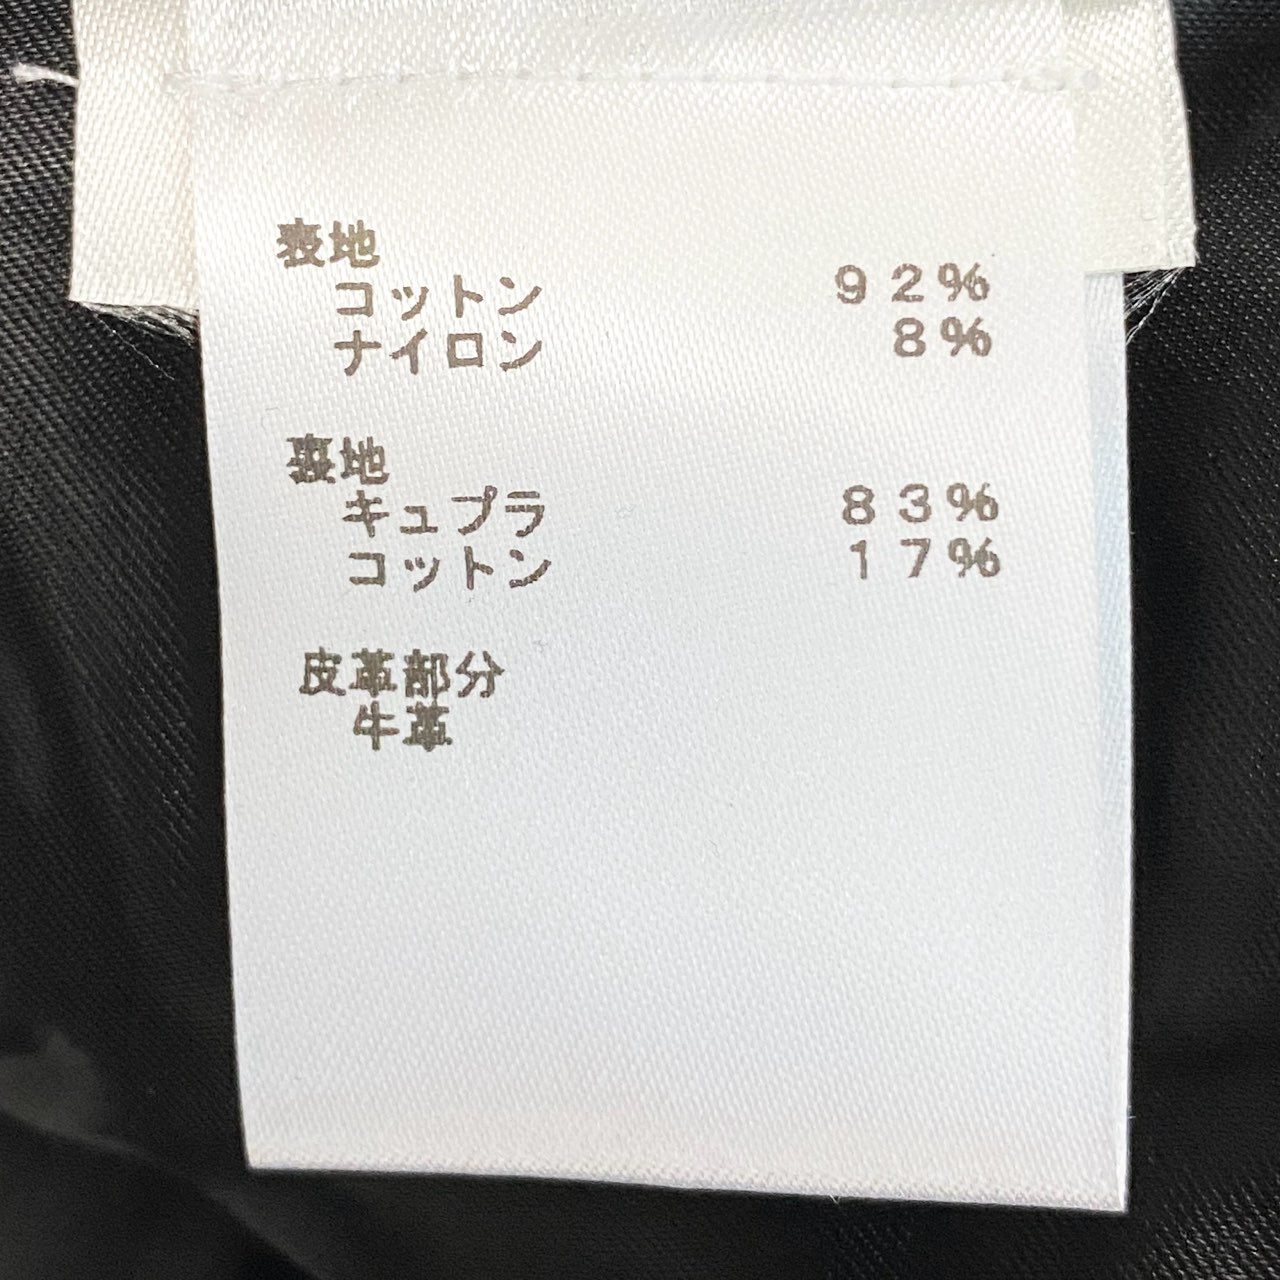 表地
コットン 92%
ナイロン 8%
裏地
キュプラ 83%
コットン 17%
皮革部分
牛革